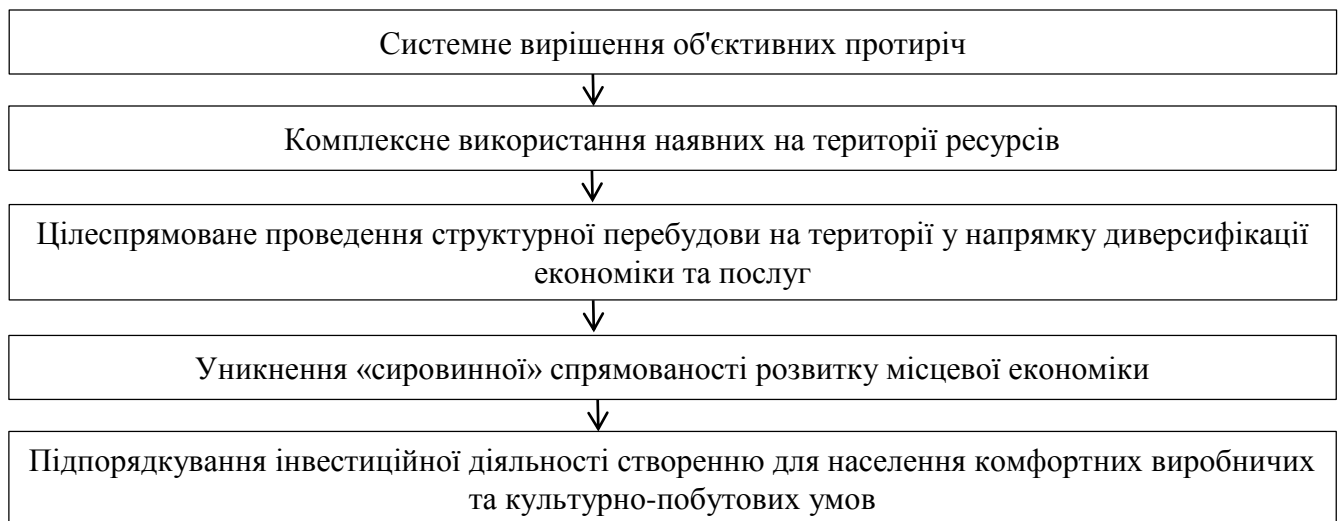 Системне вирішення об'єктивних протиріч
Комплексне використання наявних на території ресурсів
Цілеспрямоване проведення структурної перебудови на території у напрямку диверсифікації
економіки та послуг
Уникнення «сировинної» спрямованості розвитку місцевої економіки
Підпорядкування інвестиційної діяльності створенню для населення комфортних виробничих
та культурно-побутових умов